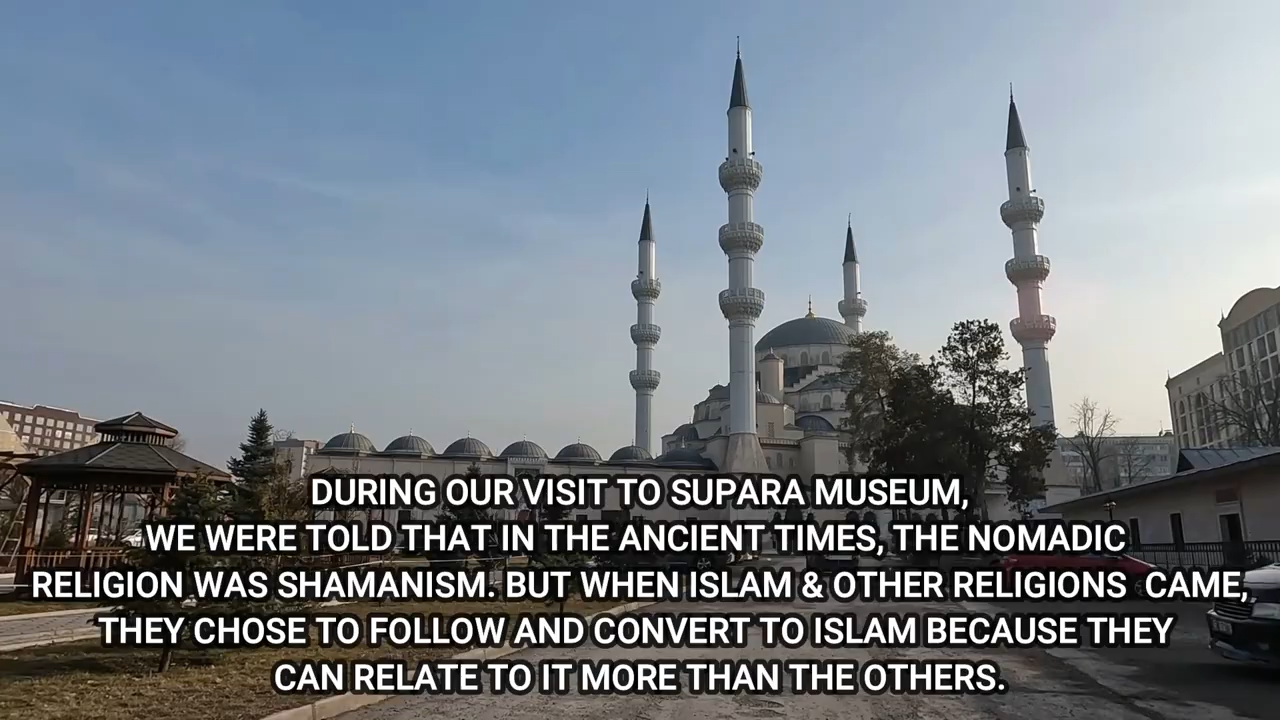 DURING OUR VISIT TO SUPARA MUSEUM,
WE WERE TOLD THAT IN THE ANCIENT TIMES, THE NOMADIC
RELIGION WAS SHAMANISM. BUT WHEN ISLAM & OTHER RELIGIONS CAME,
THEY CHOSE TO FOLLOW AND CONVERT TO ISLAM BECAUSE THEY
CAN RELATE TO IT MORE THAN THE OTHERS.